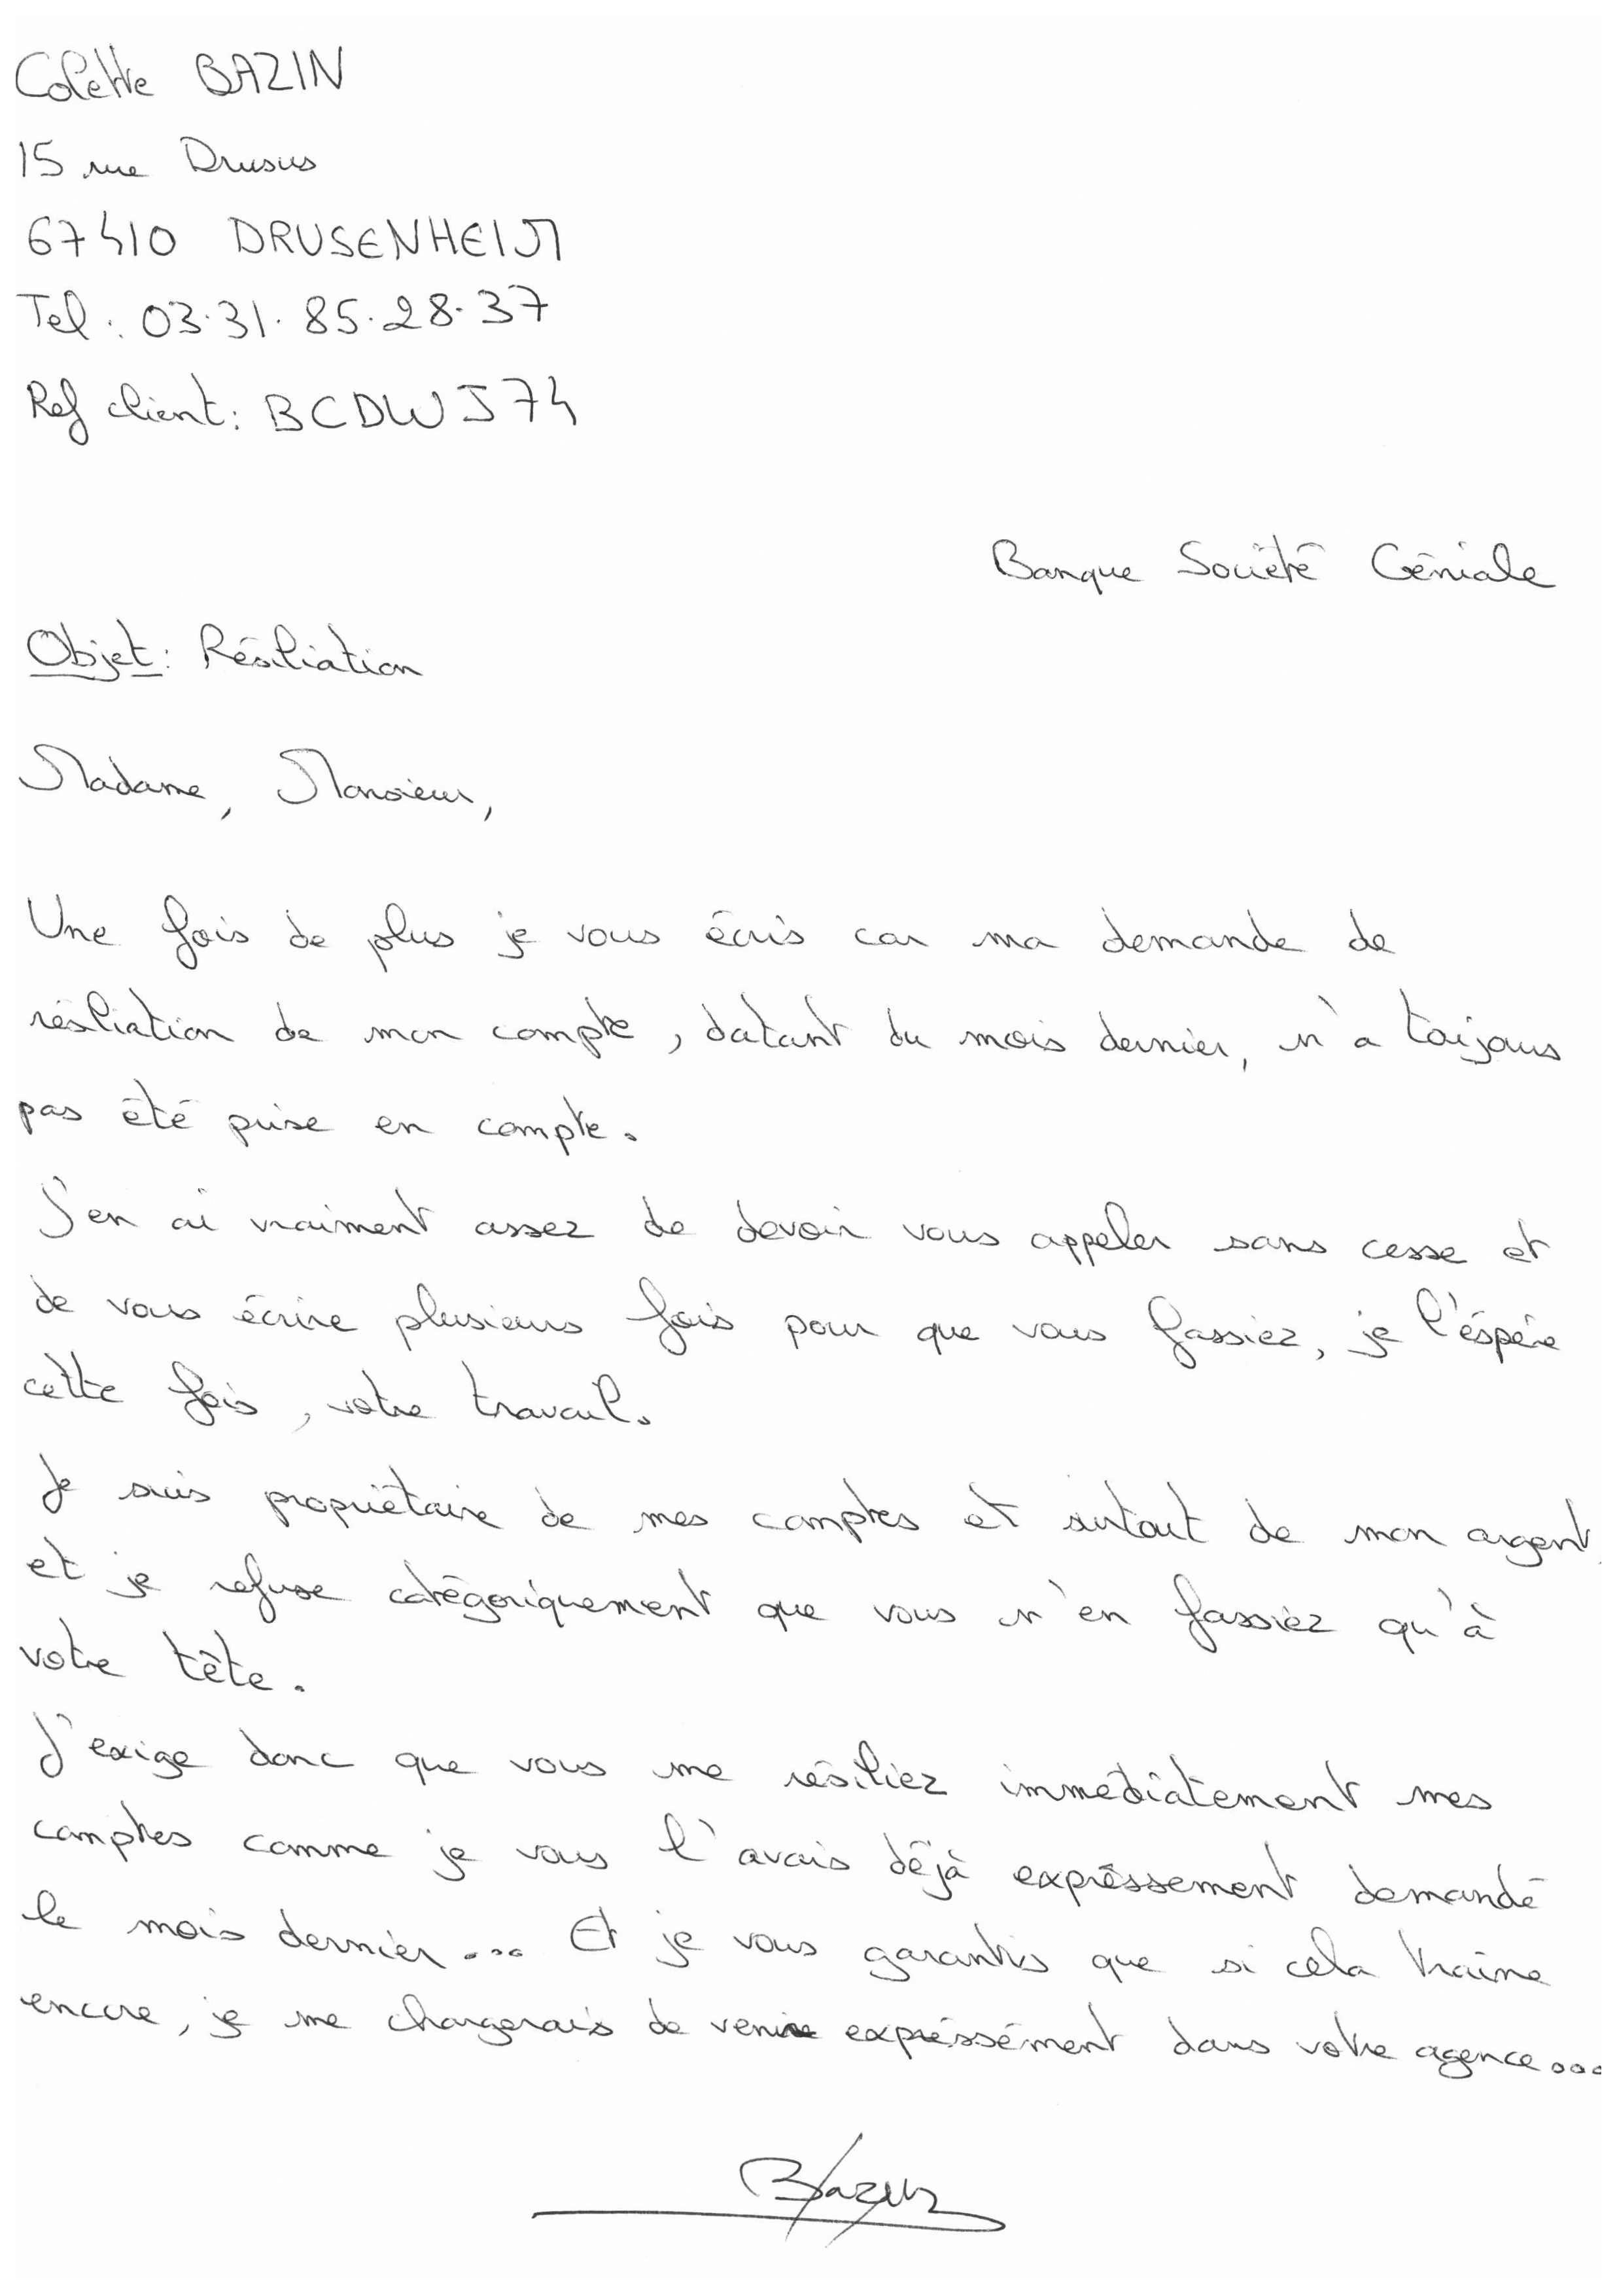 Colette BAZIN
15 rue Drusus
67410 DRUSENHEIM
Tel : 03.31.85.28.37
Ref client : BCDWJ74
Banque Société Géniale
Objet : Résiliation
Madame, Monsieur,
Une fois de plus je vous écris car ma demande de
résiliation de mon compte, datant du mois dernier, n'a toujours
pas été prise en compte.
J'en ai vraiment assez de devoir vous appeler sans cesse et
de vous écrire plusieurs fois pour que vous fassiez, je l'éspère
cette fois, votre travail.
Je suis propriétaire de mes comptes et surtout de mon argent,
et je refuse catégoriquement que vous n'en fassiez qu'à
votre tête.
J'exige donc que vous me résiliez immédiatement mes
comptes comme je vous l'avais déjà expréssement demandé
le mois dernier... Et je vous garantis que si cela traine
encore, je me chargerais de venir expréssément dans votre agence...
Bazin